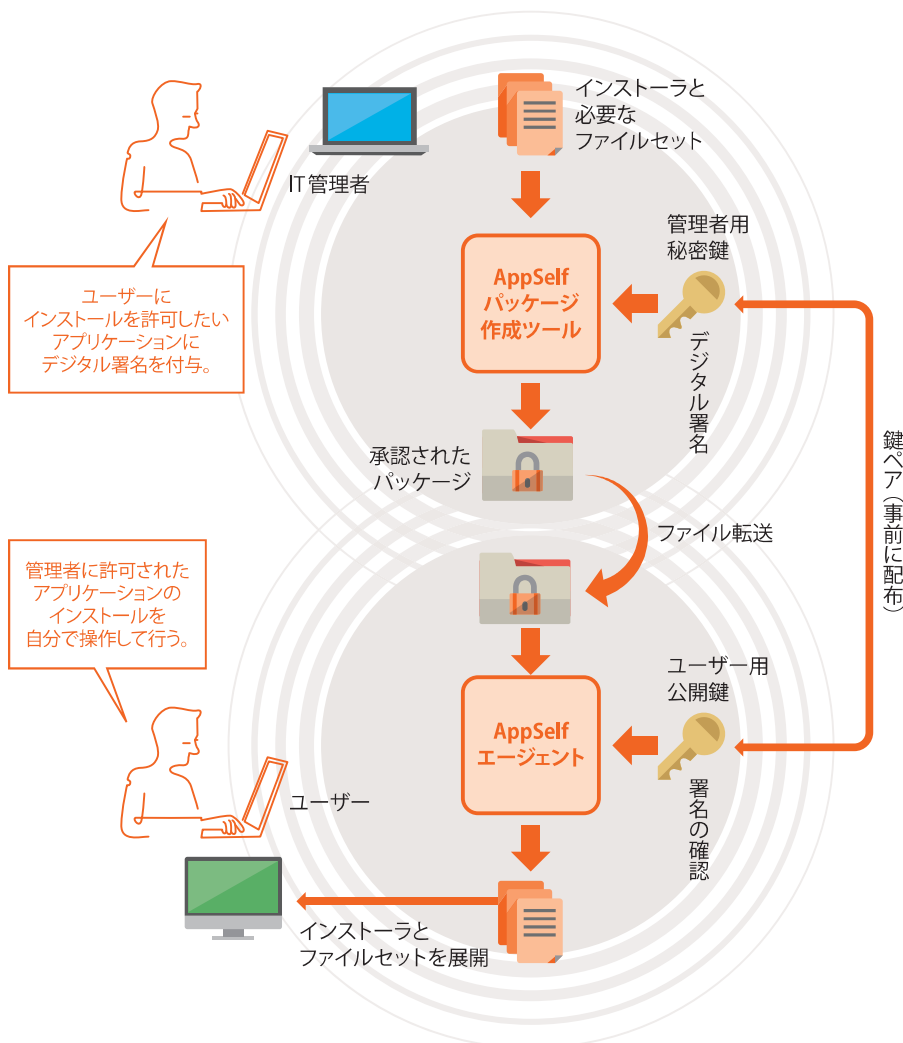 インストーラと
必要な
ファイルセット
IT管理者
管理者用
秘密鍵
AppSelf
パッケージ
作成ツール
デジタル署名
ユーザーに
インストールを許可したい
アプリケーションに
デジタル署名を付与。
承認された
パッケージ
ファイル転送
鍵ペア（事前に配布）
管理者に許可された
アプリケーションの
インストールを
自分で操作して行う。
ユーザー用
公開鍵
AppSelf
エージェント
署名の確認
ユーザー
インストーラと
ファイルセットを展開